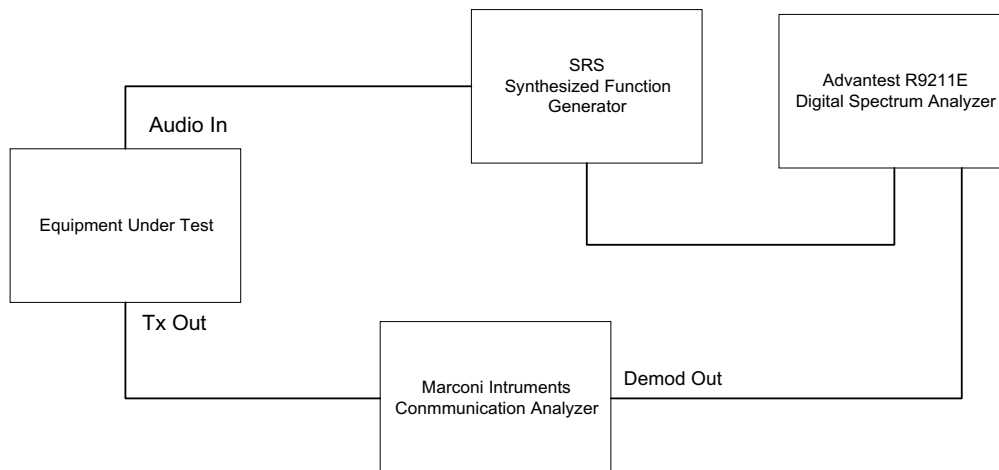 SRS
Synthesized Function
Generator
Advantest R9211E
Digital Spectrum Analyzer
Audio In
Equipment Under Test
Tx Out
Marconi Intruments
Conmmunication Analyzer
Demod Out